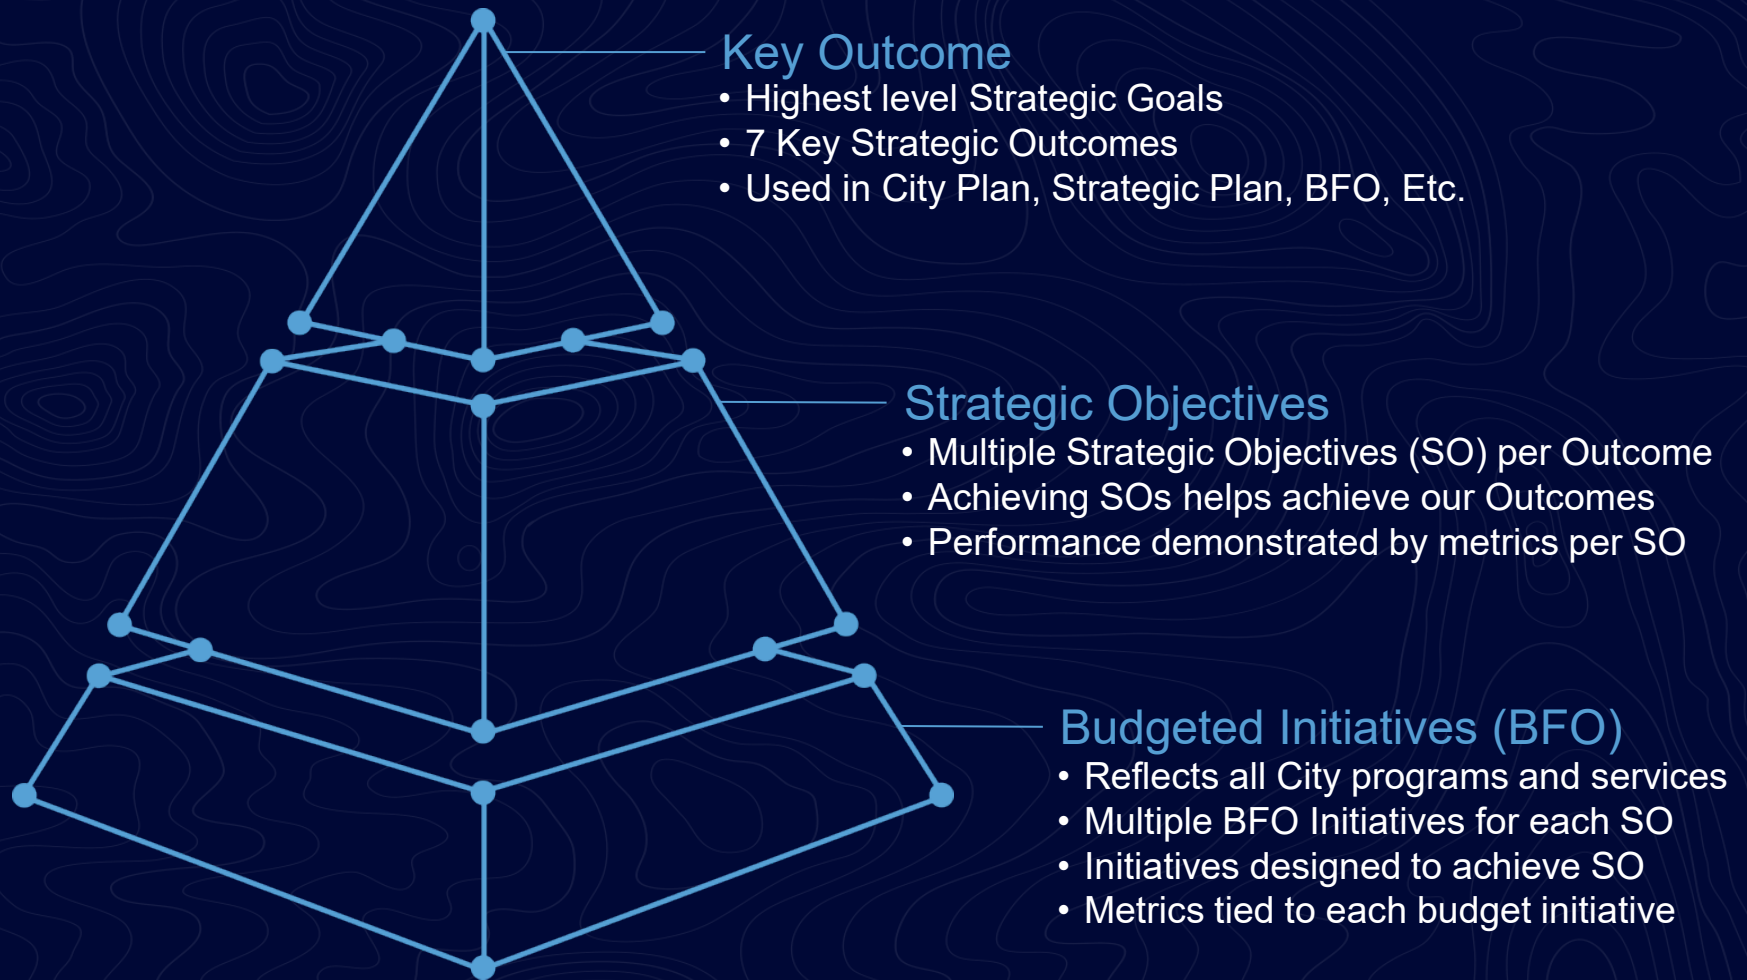 Key Outcome
• Highest level Strategic Goals
• 7 Key Strategic Outcomes
• Used in City Plan, Strategic Plan, BFO, Etc.
Strategic Objectives
• Multiple Strategic Objectives (SO) per Outcome
• Achieving SOs helps achieve our Outcomes
• Performance demonstrated by metrics per SO
Budgeted Initiatives (BFO)
• Reflects all City programs and services
• Multiple BFO Initiatives for each SO
• Initiatives designed to achieve SO
• Metrics tied to each budget initiative